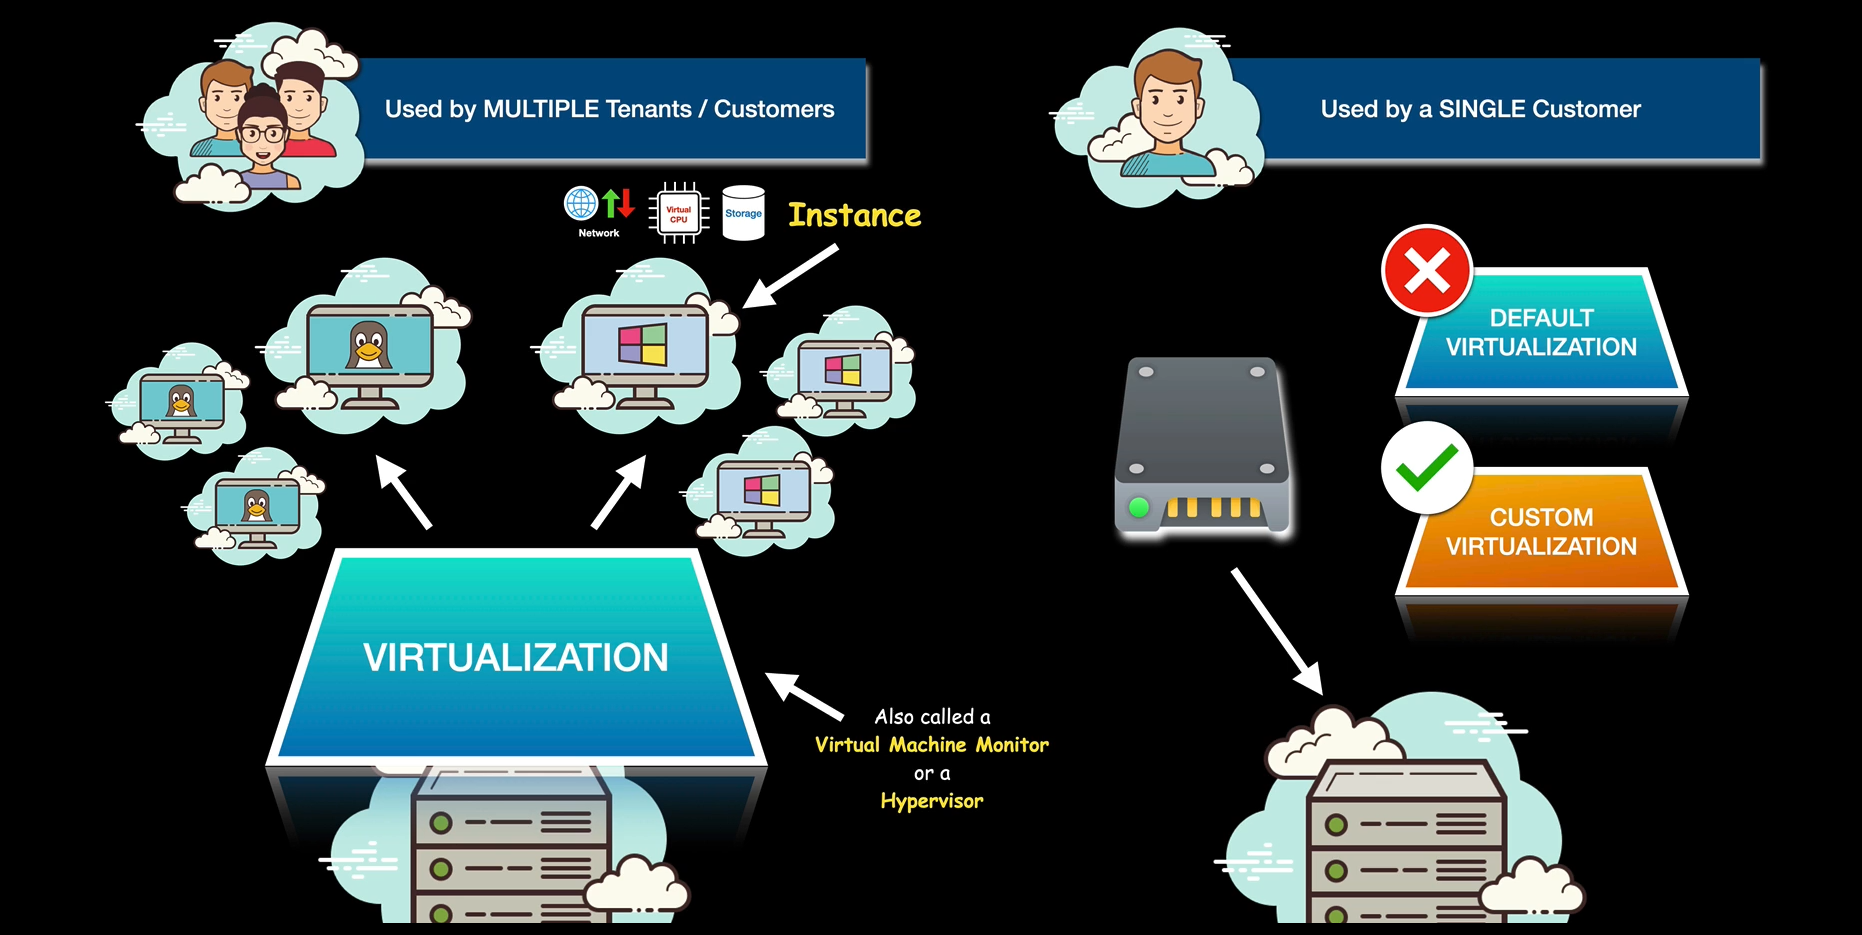 Used by MULTIPLE Tenants / Customers
Network
Virtual
CPU
Storage
Instance
VIRTUALIZATION
Also called a
Virtual Machine Monitor
or a
Hypervisor
Used by a SINGLE Customer
DEFAULT
VIRTUALIZATION
CUSTOM
VIRTUALIZATION